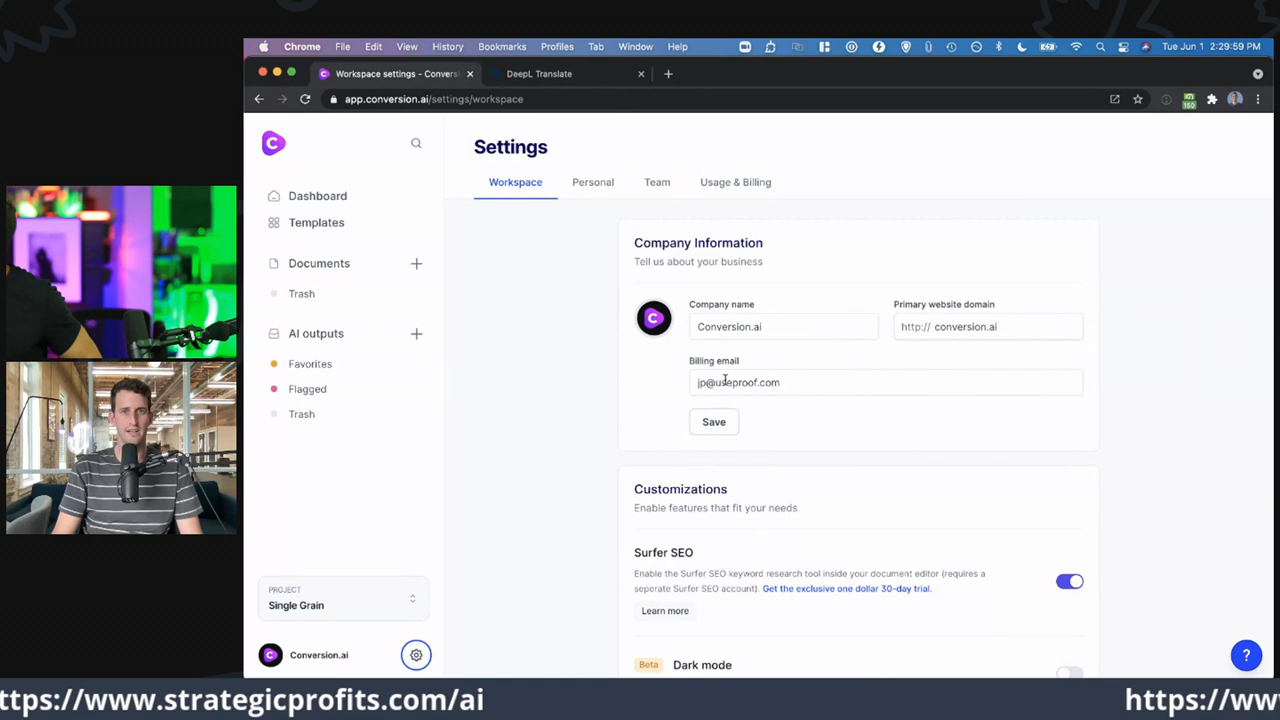 Chrome File Edit View History Bookmarks Profiles Tab Window Help Tue Jun 1 2:29:59 PM
Workspace settings - Convers DeepL Translate
app.conversion.ai/settings/workspace
150
C
Settings
Workspace Personal Team Usage & Billing
Dashboard
Templates
Documents
Trash
AI outputs
Favorites
Flagged
Trash
PROJECT
Single Grain
Conversion.ai
Company Information
Tell us about your business
Company name Primary website domain
Conversion.ai http:// conversion.ai
Billing email
jp@useproof.com
Save
Customizations
Enable features that fit your needs
Surfer SEO
Enable the Surfer SEO keyword research tool inside your document editor (requires a
seperate Surfer SEO account). Get the exclusive one dollar 30-day trial.
Learn more
Beta Dark mode
?
ttps://www.strategicprofits.com/ai https://ww